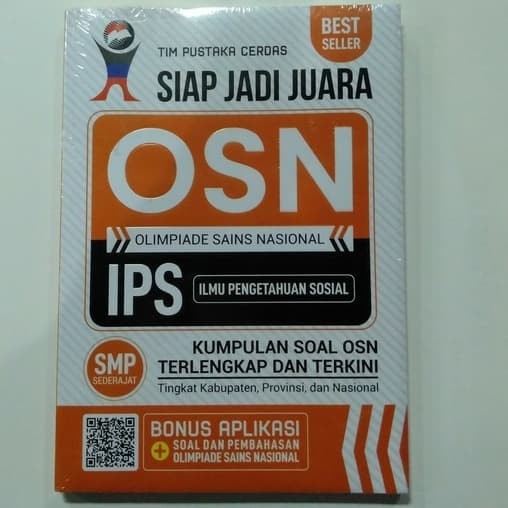 BEST
SELLER
TIM PUSTAKA CERDAS
SIAP JADI JUARA
OSN
OLIMPIADE SAINS NASIONAL
IPS
ILMU PENGETAHUAN SOSIAL
SMP
SEDERAJAT
KUMPULAN SOAL OSN
TERLENGKAP DAN TERKINI
Tingkat Kabupaten, Provinsi, dan Nasional
BONUS APLIKASI
+ SOAL DAN PEMBAHASAN
OLIMPIADE SAINS NASIONAL